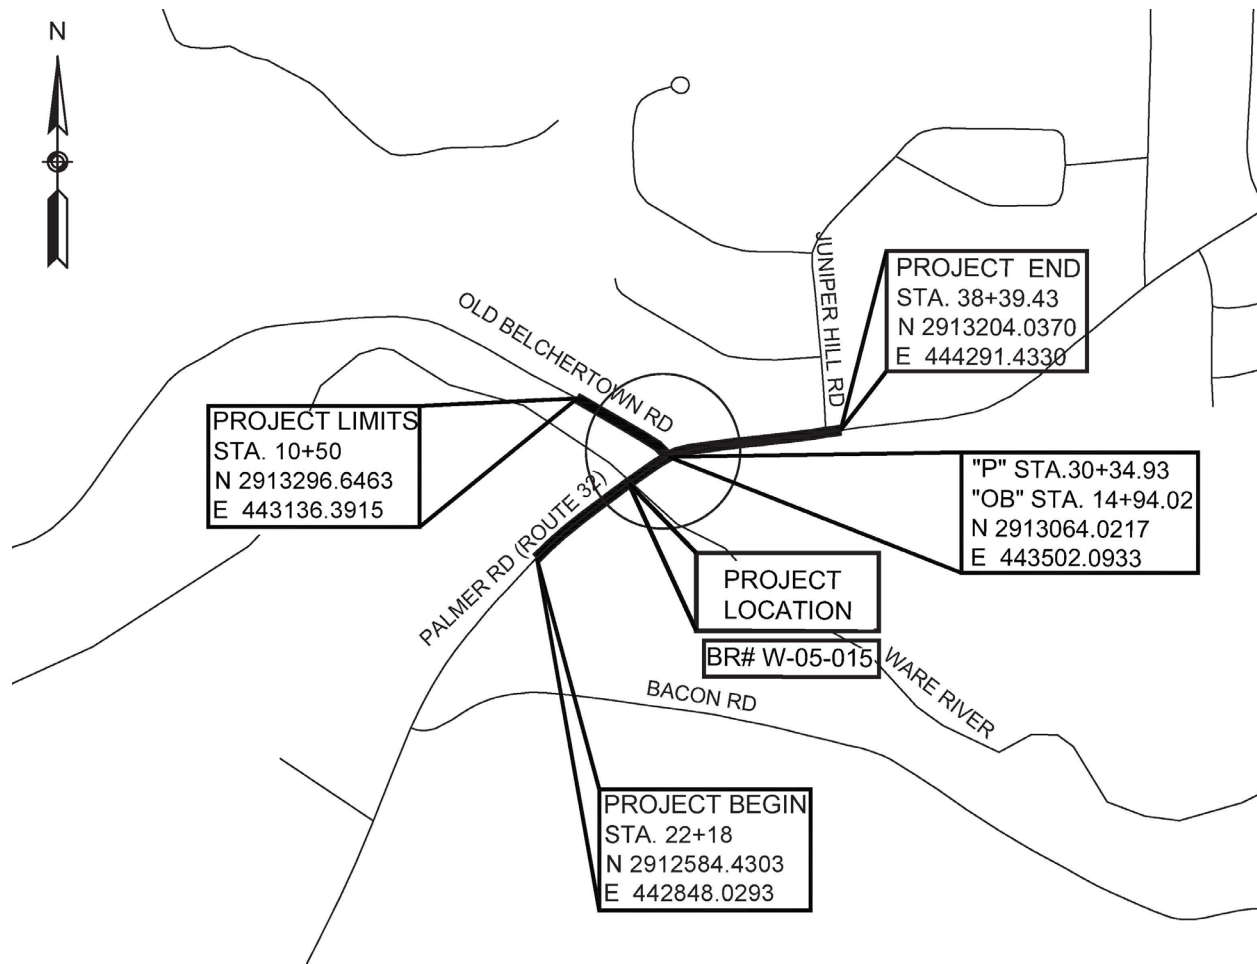 N
JUNIPER HILL RD
PROJECT END
STA. 38+39.43
N 2913204.0370
E 444291.4330
OLD BELCHERTOWN RD
PROJECT LIMITS
STA. 10+50
N 2913296.6463
E 443136.3915
"P" STA.30+34.93
"OB" STA. 14+94.02
N 2913064.0217
E 443502.0933
PALMER RD (ROUTE 32)
PROJECT
LOCATION
BR# W-05-015
WARE RIVER
BACON RD
PROJECT BEGIN
STA. 22+18
N 2912584.4303
E 442848.0293